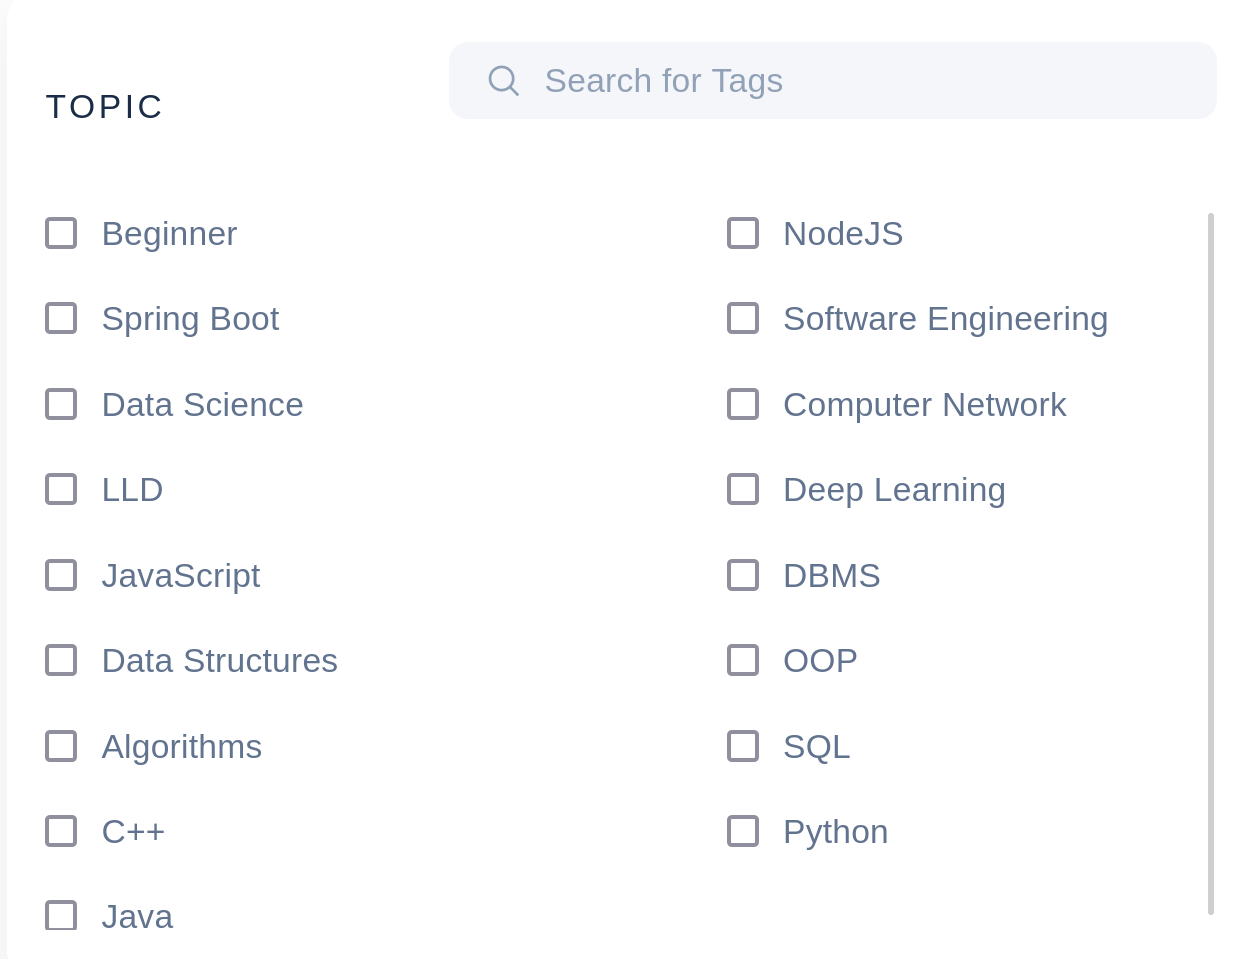 TOPIC
Search for Tags
Beginner
NodeJS
Spring Boot
Software Engineering
Data Science
Computer Network
LLD
Deep Learning
JavaScript
DBMS
Data Structures
OOP
Algorithms
SQL
C++
Python
Java